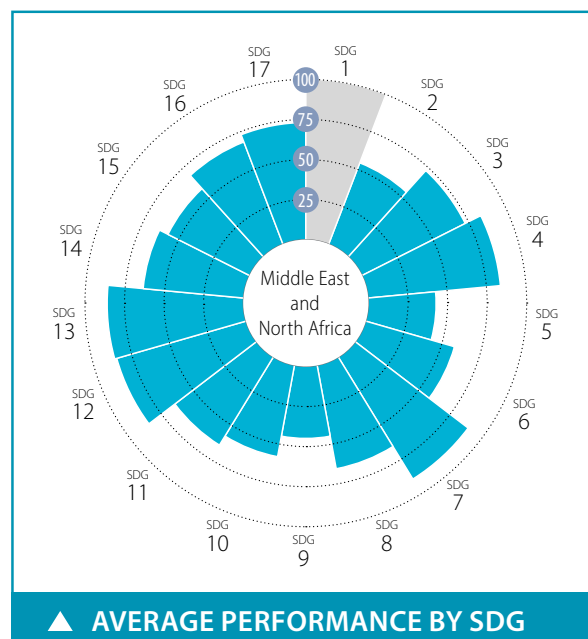 SDG
1
SDG
2
SDG
3
SDG
4
SDG
5
SDG
6
SDG
7
SDG
8
SDG
9
SDG
10
SDG
11
SDG
12
SDG
13
SDG
14
SDG
15
SDG
16
SDG
17
100
75
50
25
Middle East
and
North Africa
▲ AVERAGE PERFORMANCE BY SDG